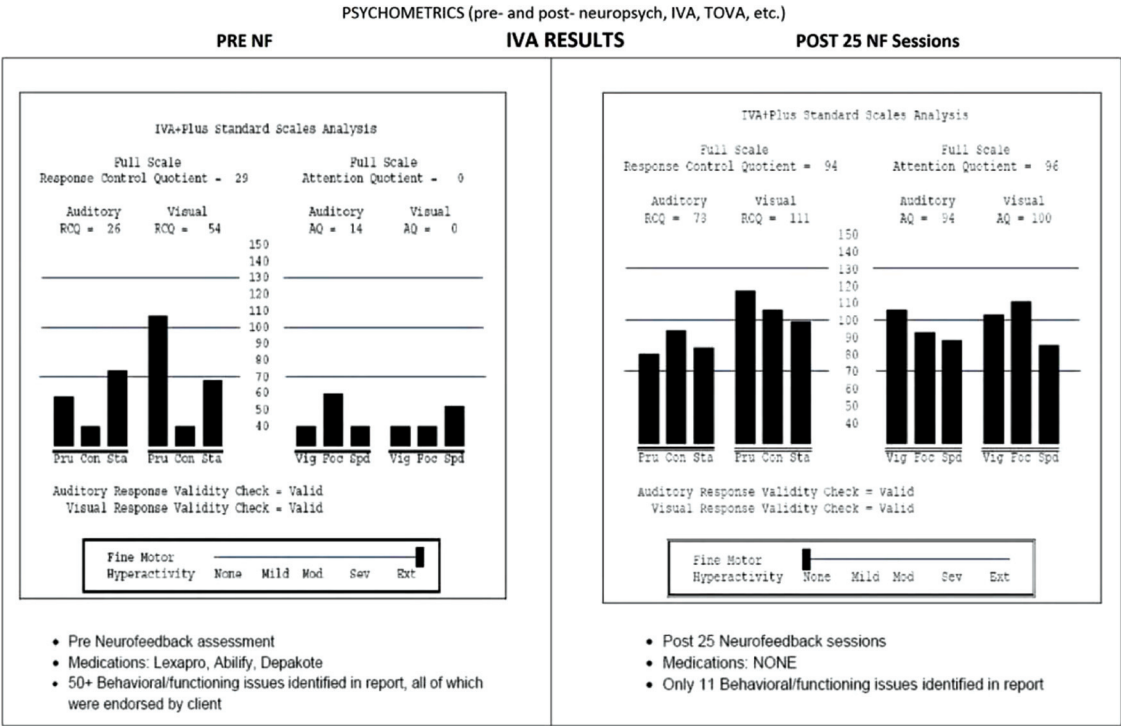 PSYCHOMETRICS (pre- and post- neuropsych, IVA, TOVA, etc.)
PRE NF
IVA RESULTS
POST 25 NF Sessions
IVA+Plus Standard Scales Analysis
Full Scale Full Scale
Response Control Quotient = 29 Attention Quotient = 0
Auditory Visual Auditory Visual
RCQ = 26 RCQ = 54 AQ = 14 AQ = 0
150
140
130
120
110
100
90
80
70
60
50
40
Pru Con Sta Pru Con Sta Vig Foc Spd Vig Foc Spd
Auditory Response Validity Check = Valid
Visual Response Validity Check = Valid
Fine Motor
Hyperactivity None Mild Mod Sev Ext
• Pre Neurofeedback assessment
• Medications: Lexapro, Abilify, Depakote
• 50+ Behavioral/functioning issues identified in report, all of which
were endorsed by client
IVA+Plus Standard Scales Analysis
Full Scale Full Scale
Response Control Quotient = 94 Attention Quotient = 96
Auditory Visual Auditory Visual
RCQ = RCQ = 111 AQ = 94 AQ = 100
150
140
130
120
110
100
90
80
70
60
50
40
Pru Con Sta Pru Con Sta Vig Foc Spd Vig Foc Spd
Auditory Response Validity Check = Valid
Visual Response Validity Check = Valid
Fine Motor
Hyperactivity None Mild Mod Sev Ext
• Post 25 Neurofeedback sessions
• Medications: NONE
• Only 11 Behavioral/functioning issues identified in report